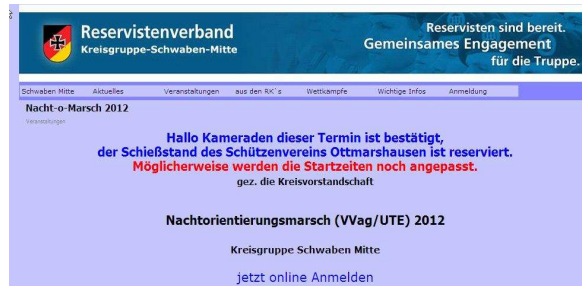 Reservistenverband
Kreisgruppe-Schwaben-Mitte
Reservisten sind bereit.
Gemeinsames Engagement
für die Truppe.
Schwaben Mitte Aktuelles Veranstaltungen aus den RK`s Wettkampfe Wichtige Infos Anmeldung
Nacht-o-Marsch 2012
Veranstaltungen
Hallo Kameraden dieser Termin ist bestätigt,
der Schießstand des Schützenvereins Ottmarshausen ist reserviert.
Möglicherweise werden die Startzeiten noch angepasst.
gez. die Kreisvorstandschaft
Nachtorientierungsmarsch (VVag/UTE) 2012
Kreisgruppe Schwaben Mitte
jetzt online Anmelden